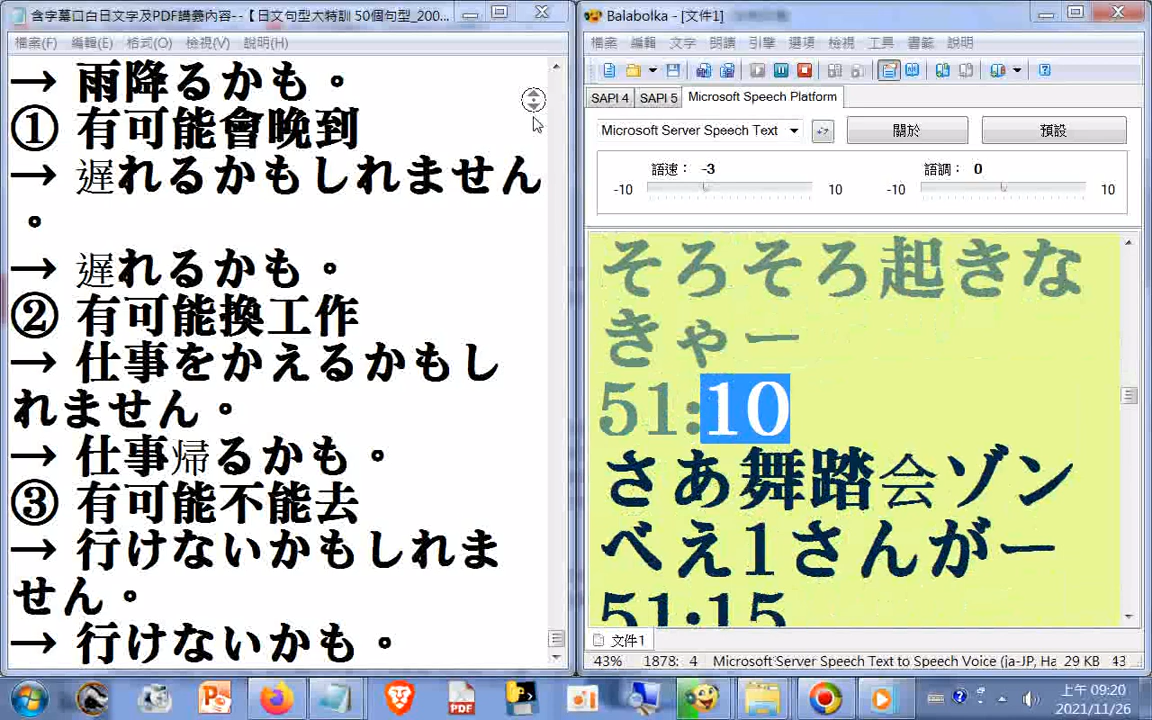 含字幕口白日文字及PDF講義內容--【日文句型大特訓 50個句型_200...
檔案(F) 編輯(E) 格式(O) 檢視(V) 說明(H)
→ 雨降るかも。
① 有可能會晚到
→ 遅れるかもしれません
。
→ 遅れるかも。
② 有可能換工作
→ 仕事をかえるかもし
れません。
→ 仕事帰るかも。
③ 有可能不能去
→ 行けないかもしれま
せん。
→ 行けないかも。
Balabolka - [文件1]
檔案 編輯 文字 朗讀 引擎 選項 檢視 工具 書籤 說明
SAPI 4 SAPI 5 Microsoft Speech Platform
Microsoft Server Speech Text 關於 預設
語速： -3 語調： 0
-10 10 -10 10
そろそろ起きな
きゃー
51:10
さあ舞踏会ゾン
べえ1さんがー
51:15
文件1
43% 1878: 4 Microsoft Server Speech Text to Speech Voice (ja-JP, Ha 29 KB 43
PDF
上午 09:20
2021/11/26